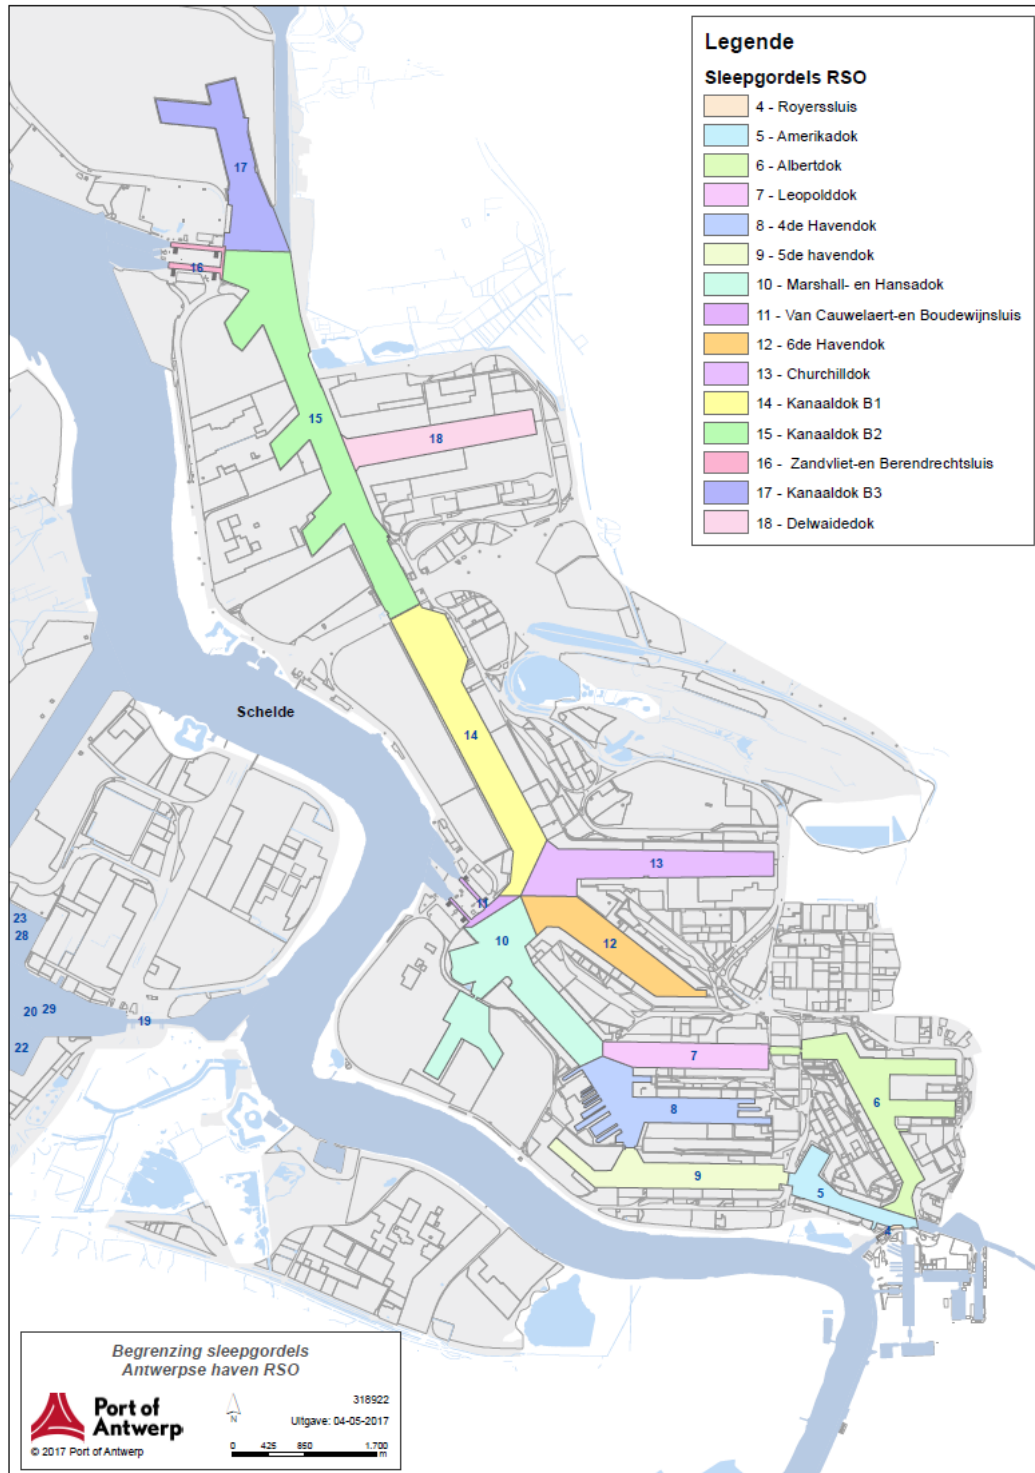 Legende
Sleepgordels RSO
4 - Royerssluis
5 - Amerikadok
6 - Albertdok
7 - Leopolddok
8 - 4de Havendok
9 - 5de havendok
10 - Marshall- en Hansadok
11 - Van Cauwelaert-en Boudewijnsluis
12 - 6de Havendok
13 - Churchilldok
14 - Kanaaldok B1
15 - Kanaaldok B2
16 - Zandvliet-en Berendrechtsluis
17 - Kanaaldok B3
18 - Delwaidedok
17
16
15
18
Schelde
14
13
11
23
28
10
12
20
29
19
22
7
6
8
9
5
4
Begrenzing sleepgordels
Antwerpse haven RSO
Port of
Antwerp
© 2017 Port of Antwerp
N
318922
Uitgave: 04-05-2017
0 425 850 1.700
m